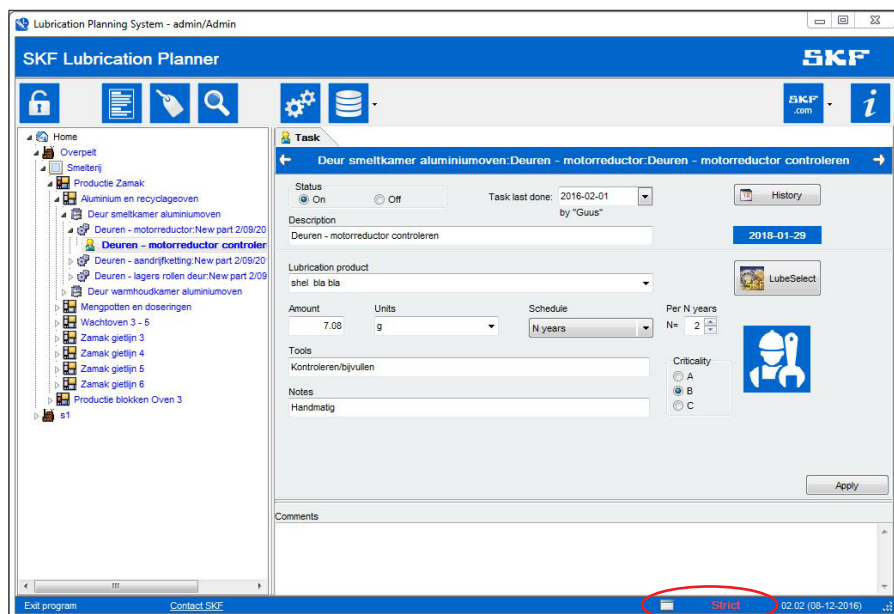 Lubrication Planning System - admin/Admin
SKF Lubrication Planner
SKF
SKF
.com
i
Home
Overpelt
Smelterij
Productie Zamak
Aluminium en recyclageoven
Deur smeltkamer aluminiumoven
Deuren - motorreductor:New part 2/09/20
Deuren - motorreductor controler
Deuren - aandrijfketting:New part 2/09/20
Deuren - lagers rollen deur:New part 2/09
Deur warmhoudkamer aluminiumoven
Mengpotten en doseringen
Wachtoven 3 - 5
Zamak gietlijn 3
Zamak gietlijn 4
Zamak gietlijn 5
Zamak gietlijn 6
Productie blokken Oven 3
s1
Task
Deur smeltkamer aluminiumoven:Deuren - motorreductor:Deuren - motorreductor controleren
Status
On Off
Task last done: 2016-02-01
by "Guus"
History
Description
Deuren - motorreductor controleren
2018-01-29
Lubrication product
shel bla bla
LubeSelect
Amount Units Schedule Per N years
7.08 g N years N= 2
Tools
Kontroleren/bijvullen
Criticality
A
B
C
Notes
Handmatig
Apply
Comments
Exit program Contact SKF Strict 02.02 (08-12-2016)